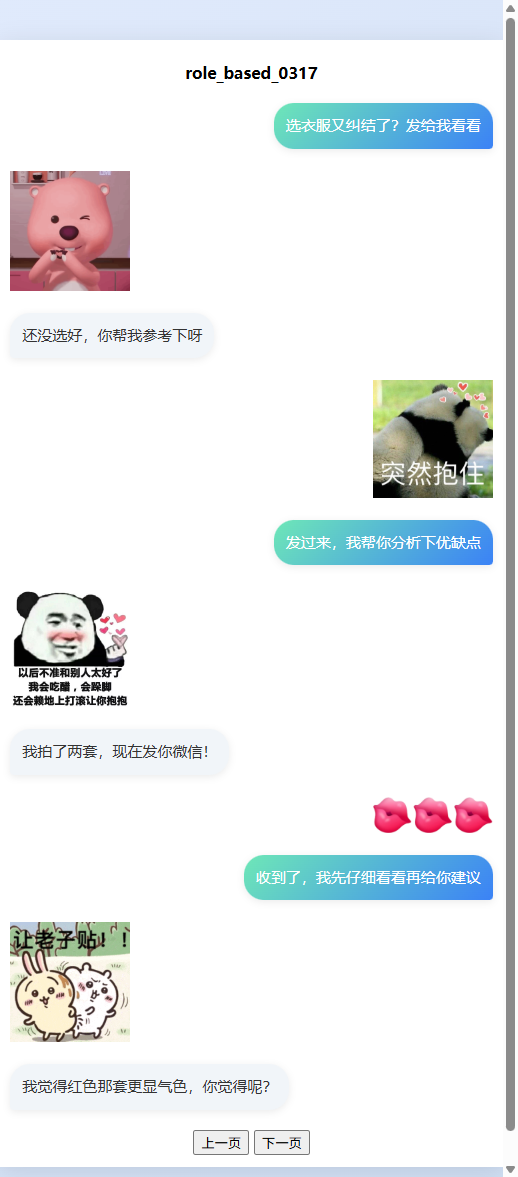 role_based_0317
选衣服又纠结了？发给我看看
LOVE
还没选好，你帮我参考下呀
突然抱住
发过来，我帮你分析下优缺点
以后不准和别人太好了
我会吃醋，会跺脚
还会赖地上打滚让你抱抱
我拍了两套，现在发你微信！
收到了，我先仔细看看再给你建议
让老子贴！！
我觉得红色那套更显气色，你觉得呢？
上一页 下一页